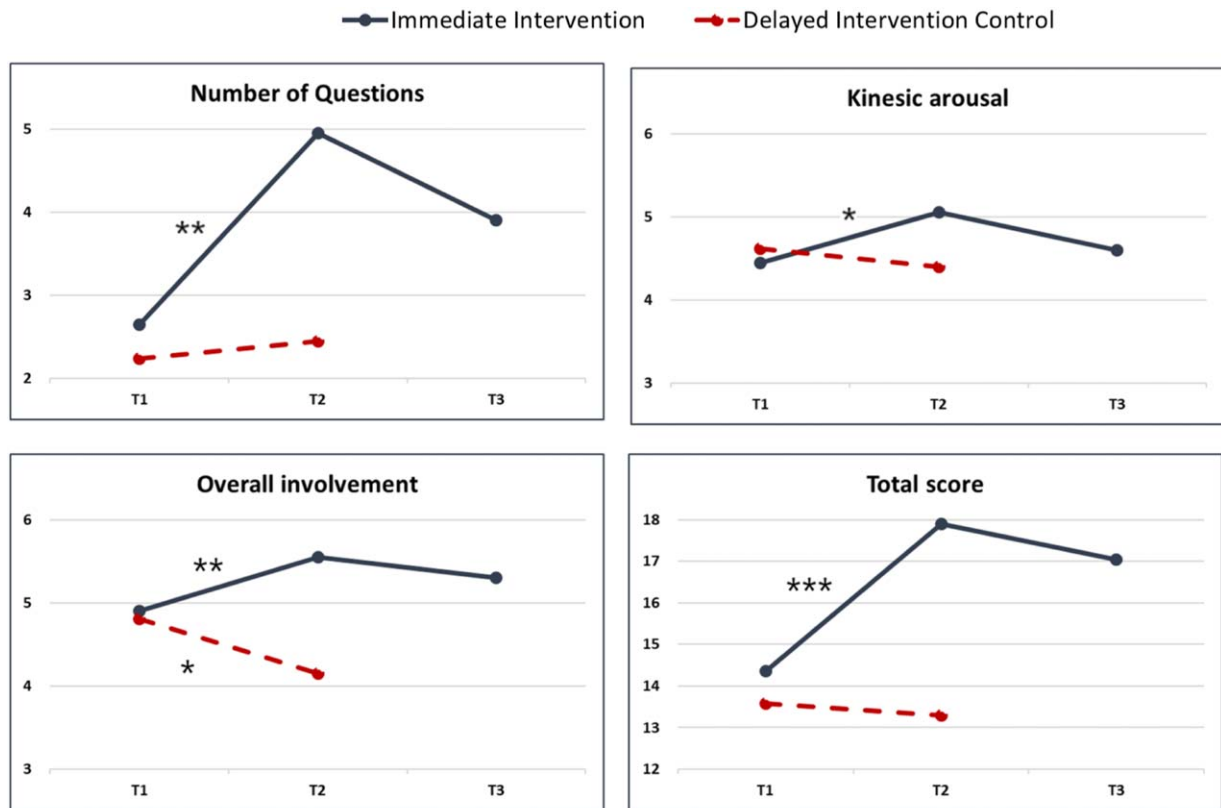 Immediate Intervention Delayed Intervention Control
Number of Questions
5
4
3
2
**
T1 T2 T3
Kinesic arousal
6
5
4
3
*
T1 T2 T3
Overall involvement
6
5
4
3
**
*
T1 T2 T3
Total score
18
17
16
15
14
13
12
***
T1 T2 T3